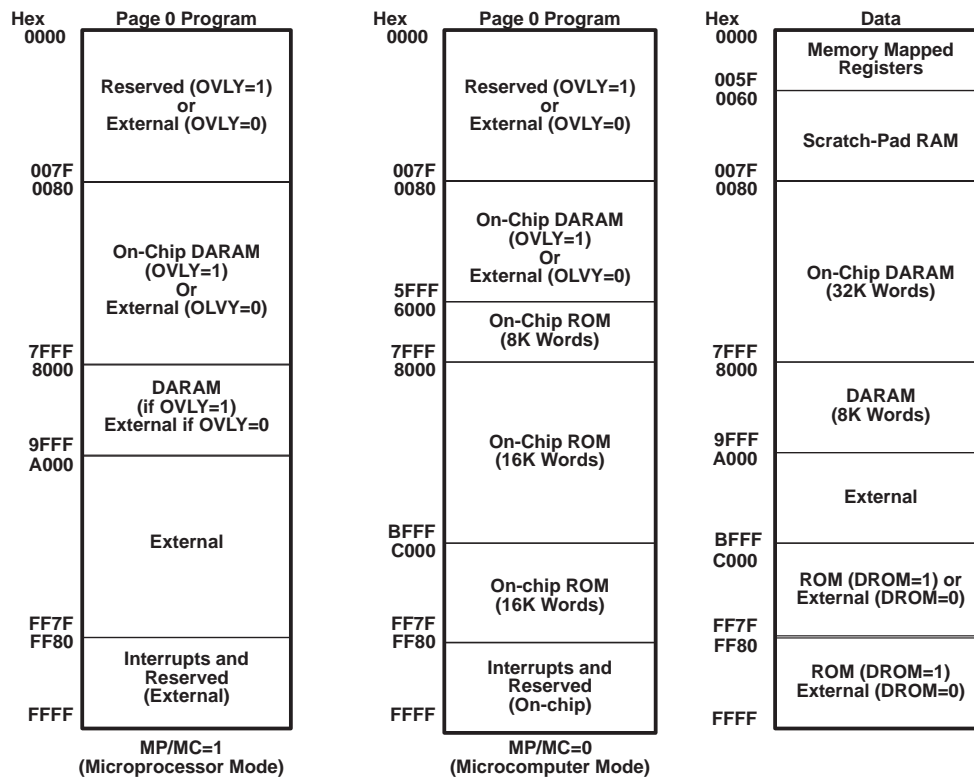 Hex
Page 0 Program
0000
Reserved (OVLY=1)
or
External (OVLY=0)
007F
0080
On-Chip DARAM
(OVLY=1)
Or
External (OLVY=0)
7FFF
8000
DARAM
(if OVLY=1)
External if OVLY=0
9FFF
A000
External
FF7F
FF80
Interrupts and
Reserved
(External)
FFFF
MP/MC=1
(Microprocessor Mode)
Hex
Page 0 Program
0000
Reserved (OVLY=1)
or
External (OVLY=0)
007F
0080
On-Chip DARAM
(OVLY=1)
Or
External (OLVY=0)
5FFF
6000
On-Chip ROM
(8K Words)
7FFF
8000
On-Chip ROM
(16K Words)
BFFF
C000
On-chip ROM
(16K Words)
FF7F
FF80
Interrupts and
Reserved
(On-chip)
FFFF
MP/MC=0
(Microcomputer Mode)
Hex
Data
0000
Memory Mapped
Registers
005F
0060
Scratch-Pad RAM
007F
0080
On-Chip DARAM
(32K Words)
7FFF
8000
DARAM
(8K Words)
9FFF
A000
External
BFFF
C000
ROM (DROM=1) or
External (DROM=0)
FF7F
FF80
ROM (DROM=1)
External (DROM=0)
FFFF